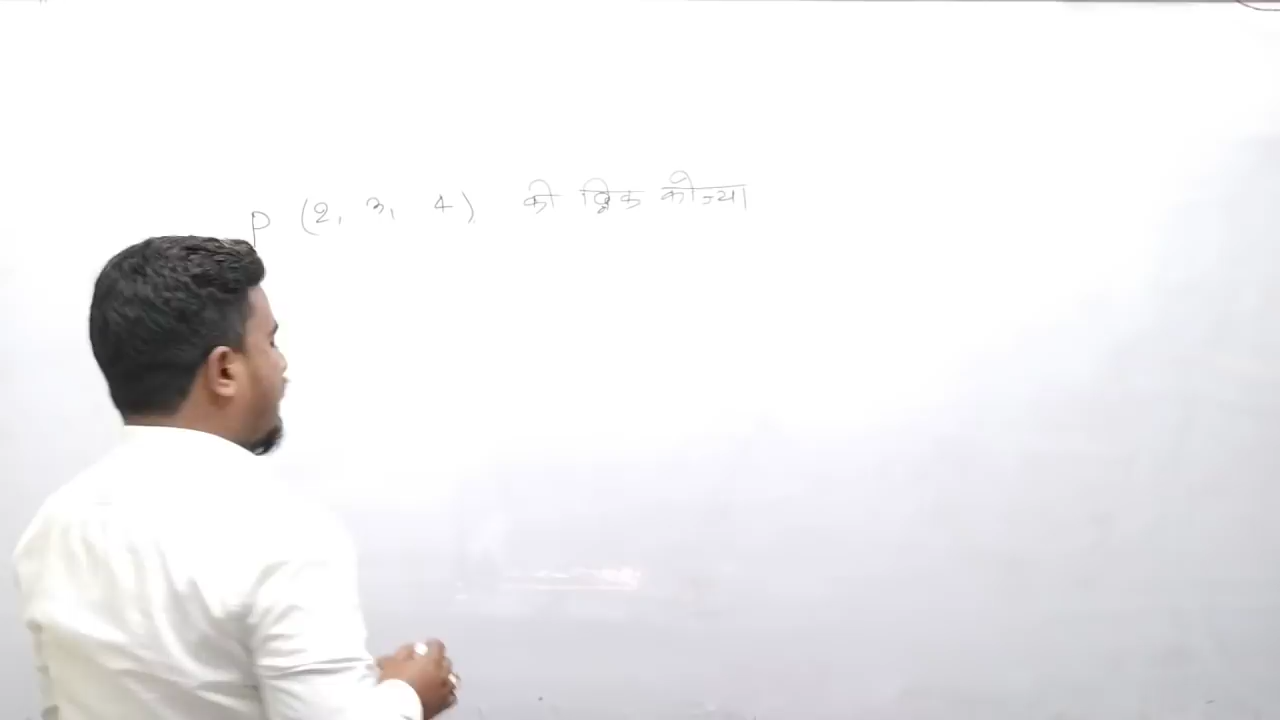 P (2, 3, 4) की दिक् कोज्या